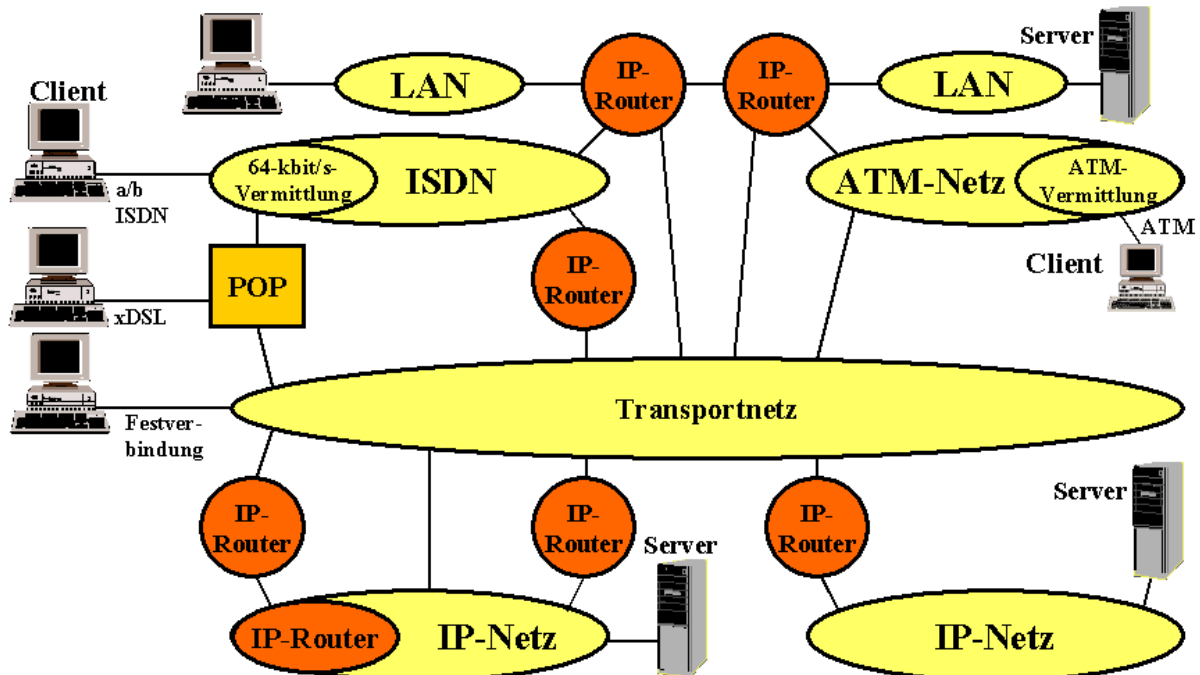 Server
IP-
Router
IP-
Router
LAN
LAN
Client
64-kbit/s-
Vermittlung
ISDN
ATM-Netz
ATM-
Vermittlung
a/b
ISDN
ATM
Client
IP-
Router
POP
xDSL
Transportnetz
Festver-
bindung
IP-
Router
IP-
Router
IP-
Router
Server
Server
IP-Router
IP-Netz
IP-Netz